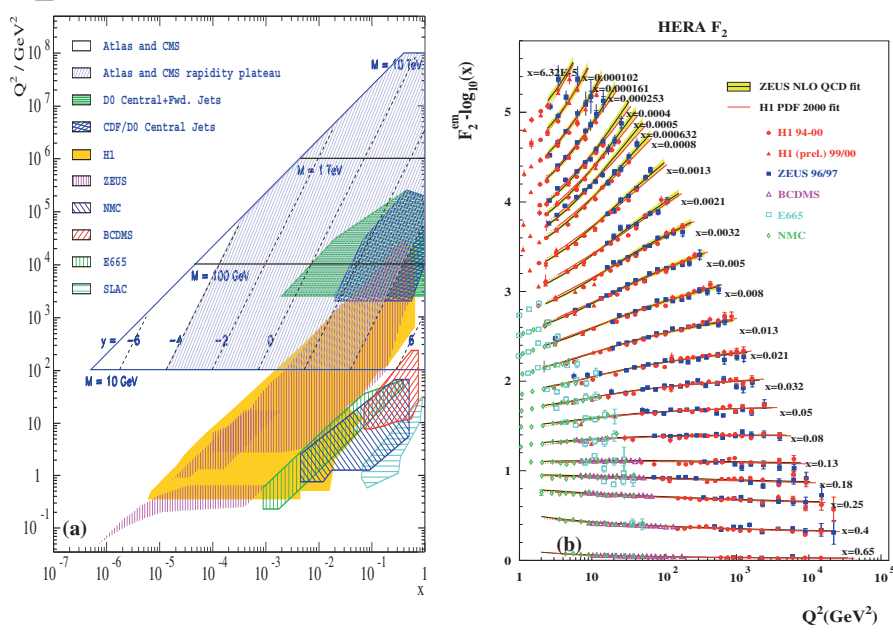 Q² / GeV²
10⁸
10⁷
10⁶
10⁵
10⁴
10³
10²
10
1
10⁻¹
Atlas and CMS
Atlas and CMS rapidity plateau
D0 Central+Fwd. Jets
CDF/D0 Central Jets
H1
ZEUS
NMC
BCDMS
E665
SLAC
M = 10 TeV
M = 1 TeV
M = 100 GeV
y = −6 −4 −2 0 6
M = 10 GeV
(a)
10⁻⁷ 10⁻⁶ 10⁻⁵ 10⁻⁴ 10⁻³ 10⁻² 10⁻¹ 1
x
HERA F₂
F₂ᵉᵐ-log₁₀(x)
5
4
3
2
1
0
x=6.32E-5
x=0.000102
x=0.000161
x=0.000253
x=0.0004
x=0.0005
x=0.000632
x=0.0008
x=0.0013
x=0.0021
x=0.0032
x=0.005
x=0.008
x=0.013
x=0.021
x=0.032
x=0.05
x=0.08
x=0.13
x=0.18
x=0.25
x=0.4
x=0.65
ZEUS NLO QCD fit
H1 PDF 2000 fit
H1 94-00
H1 (prel.) 99/00
ZEUS 96/97
BCDMS
E665
NMC
(b)
1 10 10² 10³ 10⁴ 10⁵
Q²(GeV²)